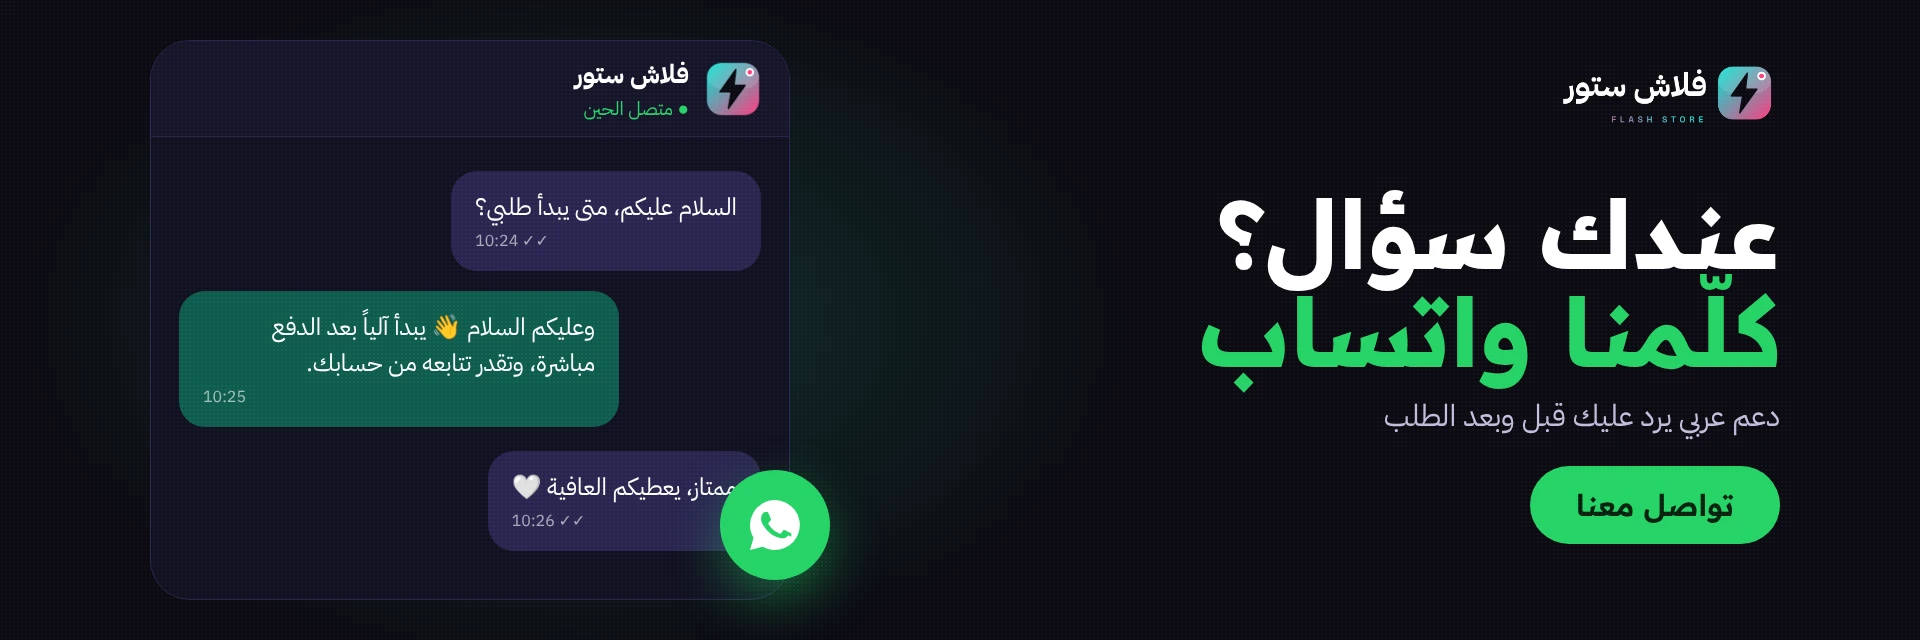 فلاش ستور
FLASH STORE
عندك سؤال؟
كلّمنا واتساب
دعم عربي يرد عليك قبل وبعد الطلب
تواصل معنا
فلاش ستور
● متصل الحين
السلام عليكم، متى يبدأ طلبي؟
10:24 ✓✓
وعليكم السلام 👋 يبدأ آلياً بعد الدفع
مباشرة، وتقدر تتابعه من حسابك.
10:25
ممتاز، يعطيكم العافية 🤍
10:26 ✓✓